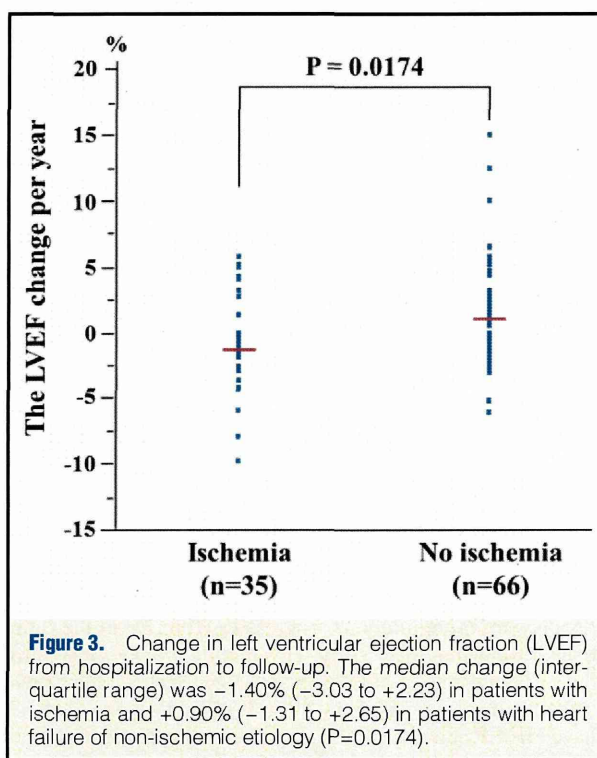 %
20
P = 0.0174
15
10
5
0
-5
-10
-15
The LVEF change per year
Ischemia
(n=35)
No ischemia
(n=66)
Figure 3. Change in left ventricular ejection fraction (LVEF)
from hospitalization to follow-up. The median change (inter-
quartile range) was −1.40% (−3.03 to +2.23) in patients with
ischemia and +0.90% (−1.31 to +2.65) in patients with heart
failure of non-ischemic etiology (P=0.0174).